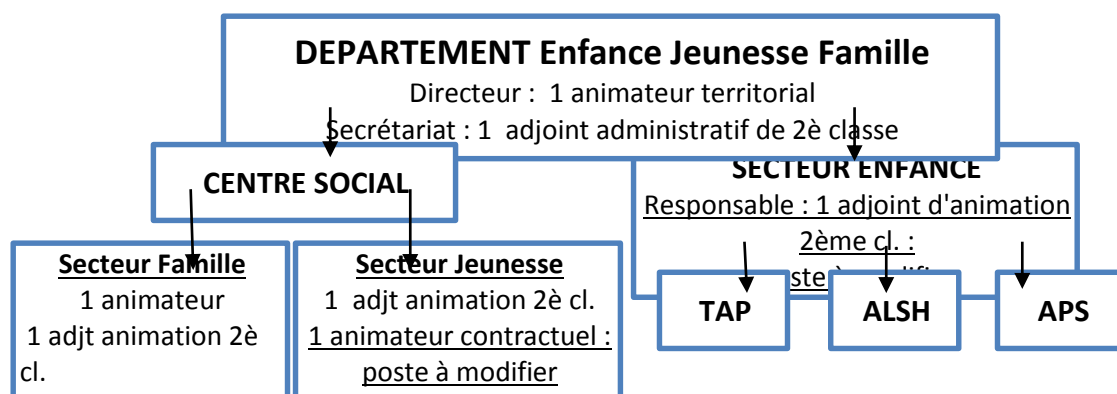 DEPARTEMENT Enfance Jeunesse Famille
Directeur : 1 animateur territorial
Secrétariat : 1 adjoint administratif de 2è classe
CENTRE SOCIAL
SECTEUR ENFANCE
Responsable : 1 adjoint d'animation
2ème cl. :
Secteur Famille
1 animateur
1 adjt animation 2è
cl.
Secteur Jeunesse
1 adjt animation 2è cl.
1 animateur contractuel :
poste à modifier
TAP
ALSH
APS